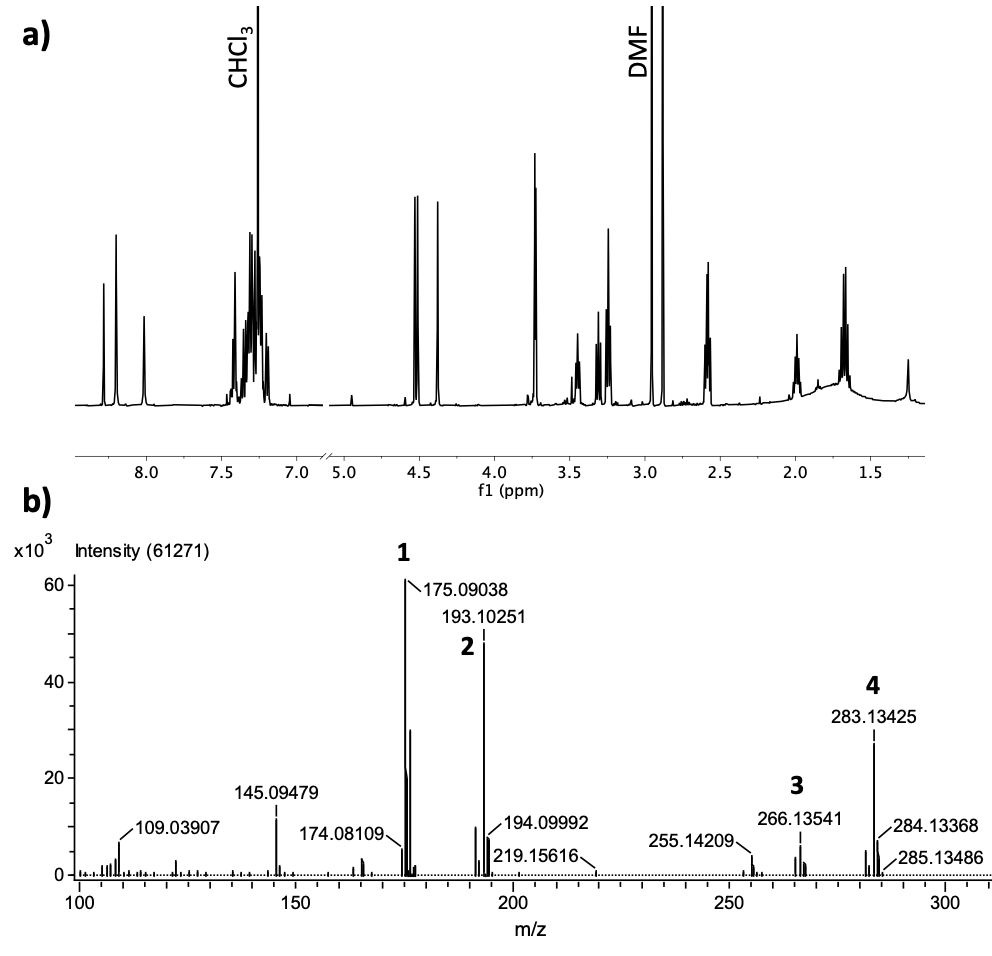 a)
CHCl3
DMF
8.0 7.5 7.0 5.0 4.5 4.0 3.5 3.0 2.5 2.0 1.5
f1 (ppm)
b)
x10^3 Intensity (61271)
1
175.09038
193.10251
2
4
283.13425
3
266.13541
145.09479
109.03907
174.08109
194.09992
219.15616
255.14209
284.13368
285.13486
60
40
20
0
100 150 200 250 300
m/z